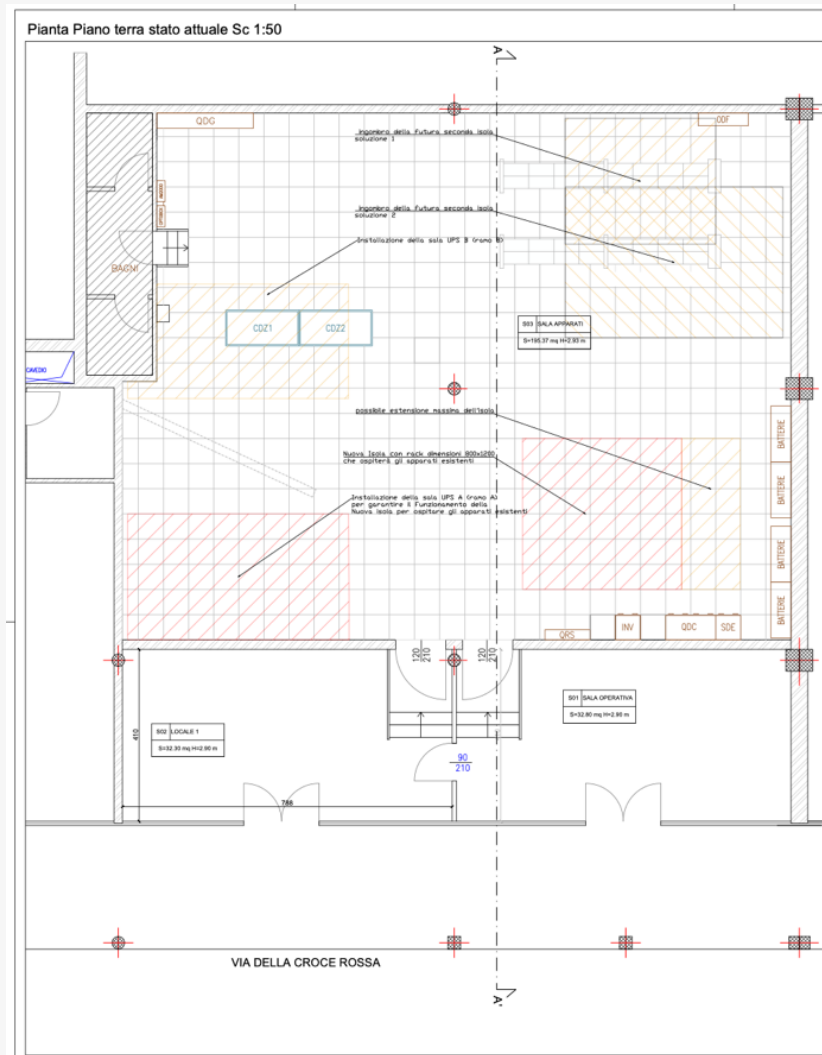 Pianta Piano terra stato attuale Sc 1:50
A
QDG
ODF
Ingombro della futura seconda isola
soluzione 1
Ingombro della futura seconda isola
soluzione 2
Installazione della sala UPS B (ramo B)
BAGNI
CDZ1
CDZ2
S03 SALA APPARATI
S=195.37 mq H=2.93 m
CAVEDIO
possibile estensione massima dell'isola
Nuova Isola con rack dimensioni 800x1200
che ospiterà gli apparati esistenti
Installazione della sala UPS A (ramo A)
per garantire il Funzionamento della
Nuova Isola per ospitare gli apparati esistenti
BATTERIE
BATTERIE
BATTERIE
BATTERIE
QRS
INV
QDC
SDE
120
210
120
210
S02 LOCALE 1
S=32.30 mq H=2.90 m
S01 SALA OPERATIVA
S=32.80 mq H=2.90 m
410
90
210
788
VIA DELLA CROCE ROSSA
A'